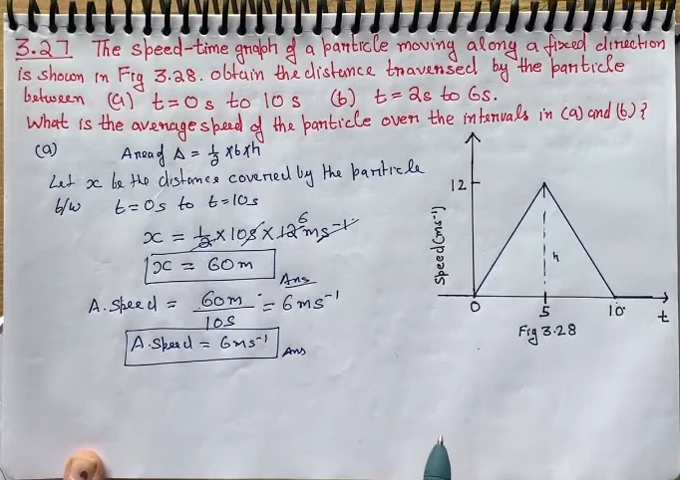 3.27 The speed-time graph of a particle moving along a fixed direction
is shown in Fig 3.28. obtain the distance traversed by the particle
between (a) t=0s to 10s (b) t=2s to 6s.
What is the average speed of the particle over the intervals in (a) and (b)?
(a) Area of Δ = 1/2 × b × h
Let x be the distance covered by the particle
b/w t=0s to t=10s
x = 1/2 × 10s × 12 6 ms⁻¹
x = 60m
Ans
A.speed = 60m/10s = 6ms⁻¹
A.speed = 6ms⁻¹ Ans
speed(ms⁻¹)
12
h
0 5 10 t
Fig 3.28